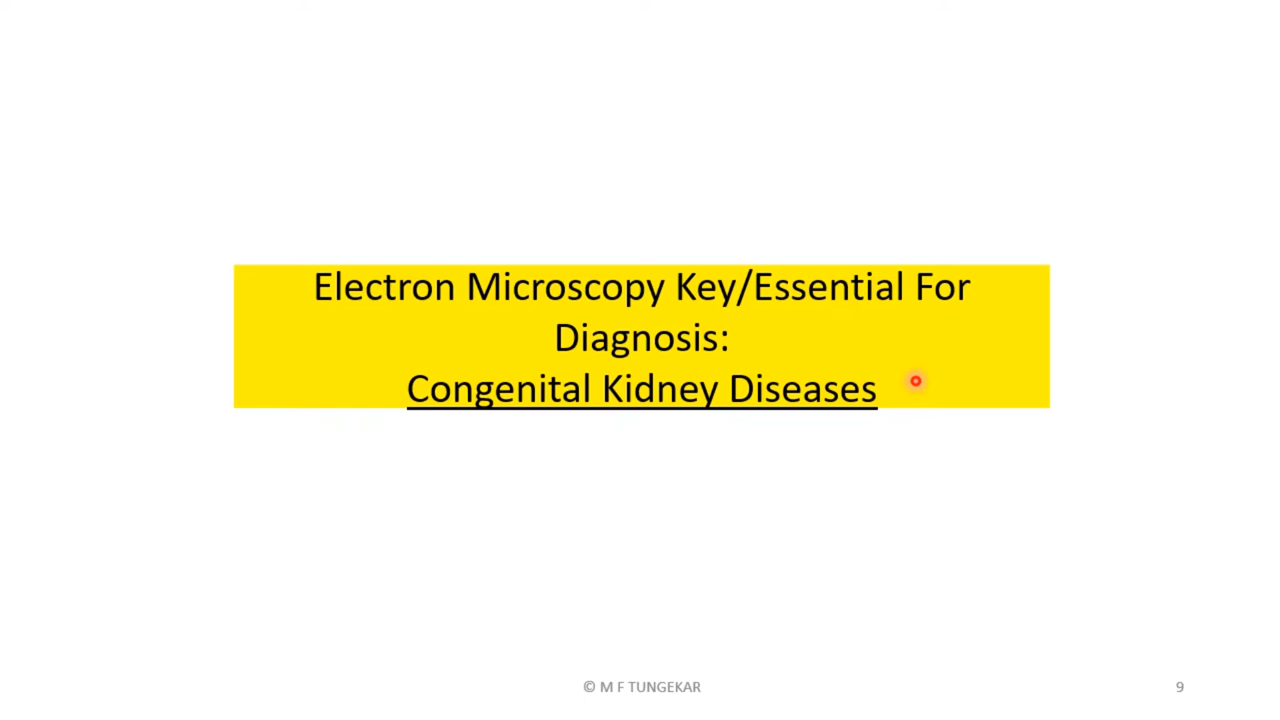 Electron Microscopy Key/Essential For
Diagnosis:
Congenital Kidney Diseases
© M F TUNGEKAR
9